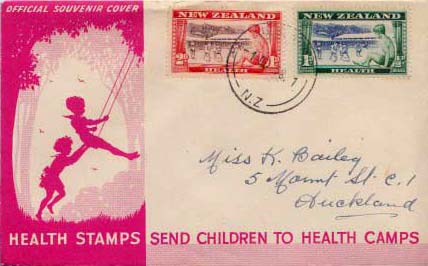 OFFICIAL SOUVENIR COVER
NEW ZEALAND
HEALTH
NEW ZEALAND
HEALTH
N.Z
Miss K. Bailey
5 Mount St. C.1
Auckland
HEALTH STAMPS SEND CHILDREN TO HEALTH CAMPS